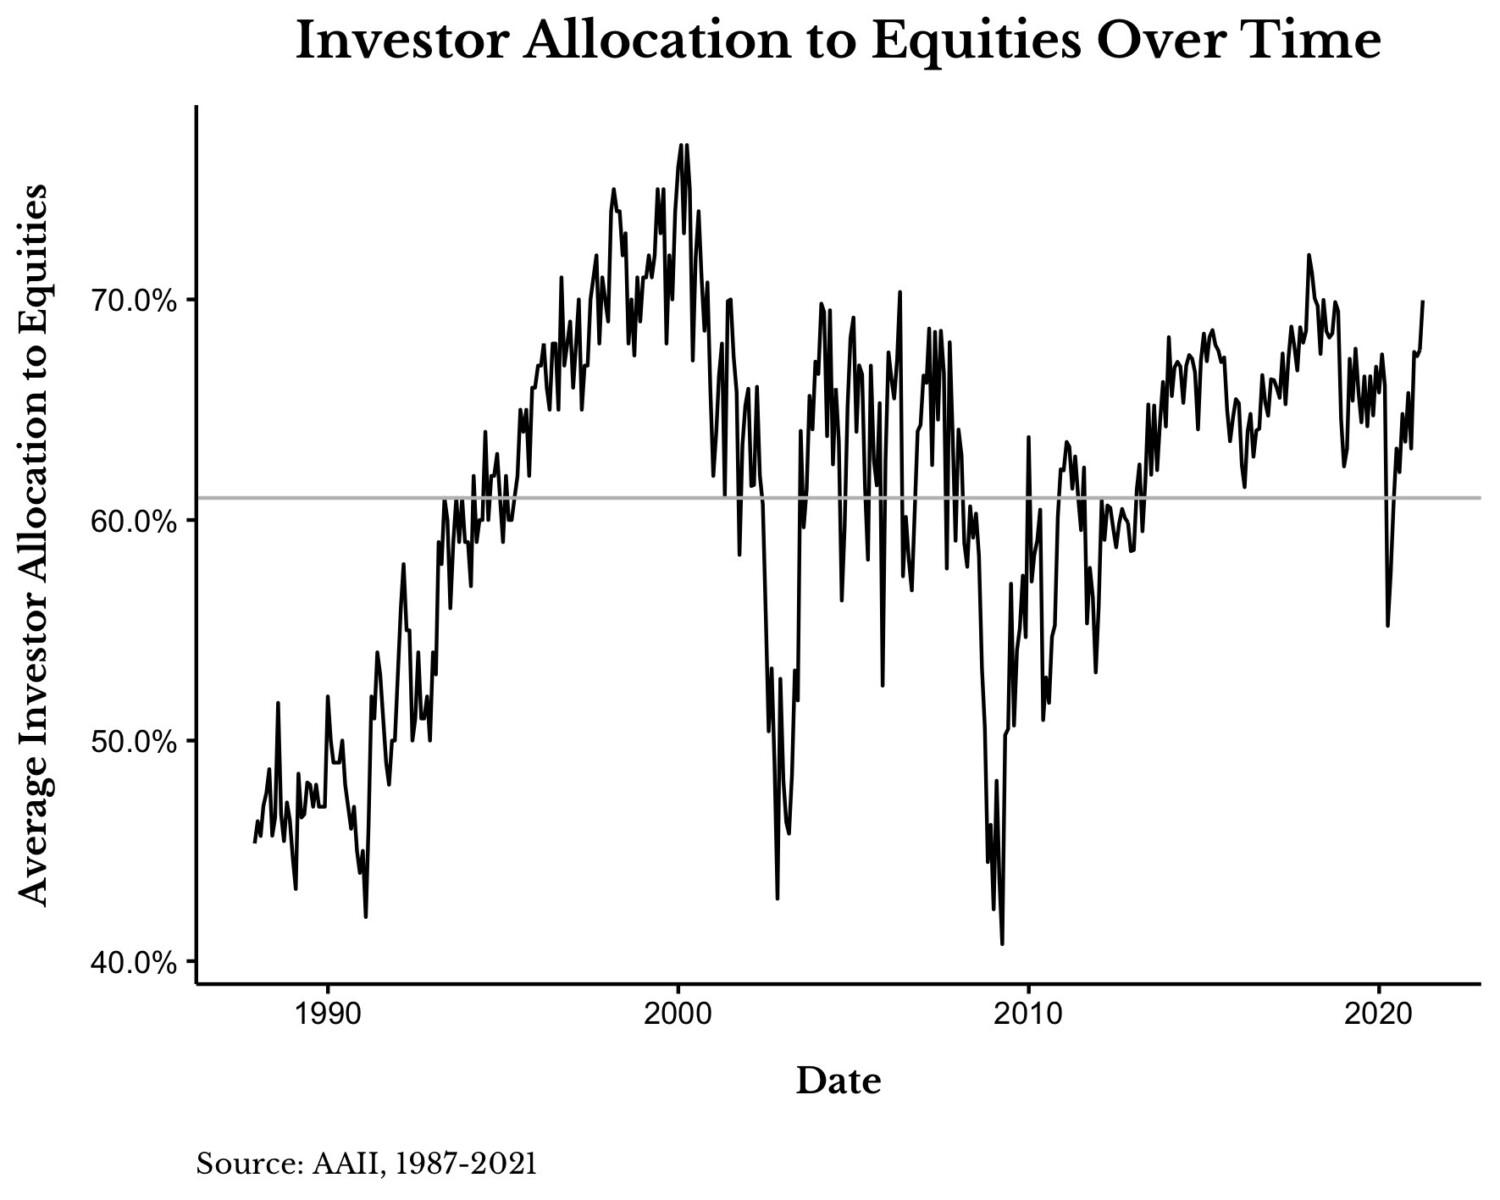 Investor Allocation to Equities Over Time
Average Investor Allocation to Equities
70.0%
60.0%
50.0%
40.0%
1990
2000
2010
2020
Date
Source: AAII, 1987-2021